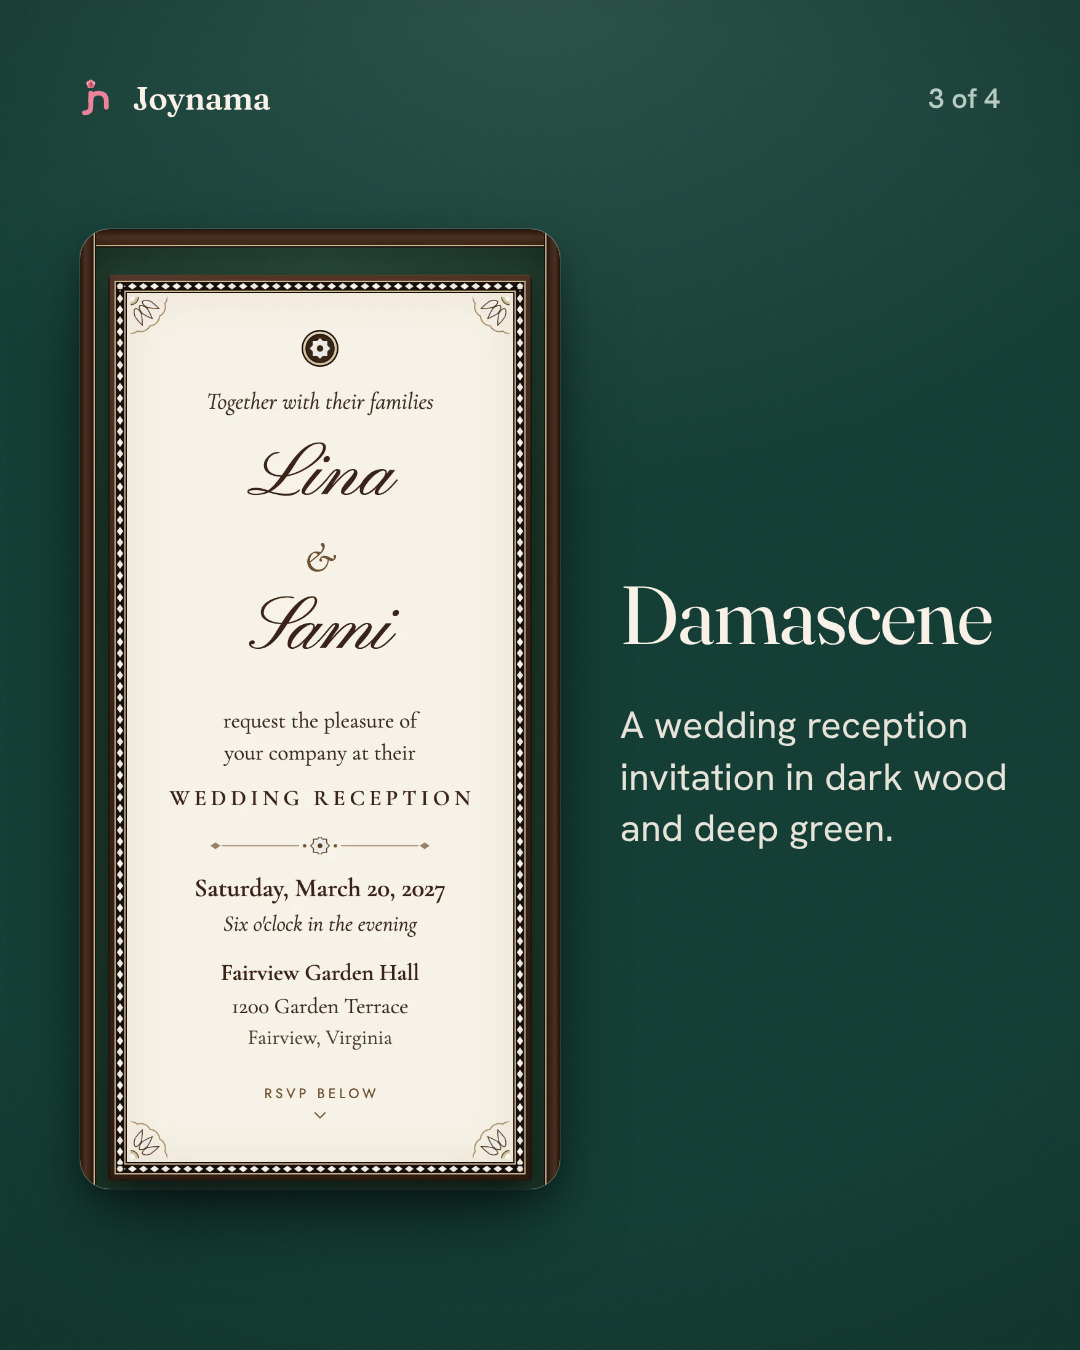 Joynama
3 of 4
Together with their families
Lina
&
Sami
request the pleasure of
your company at their
WEDDING RECEPTION
Saturday, March 20, 2027
Six o'clock in the evening
Fairview Garden Hall
1200 Garden Terrace
Fairview, Virginia
RSVP BELOW
Damascene
A wedding reception
invitation in dark wood
and deep green.